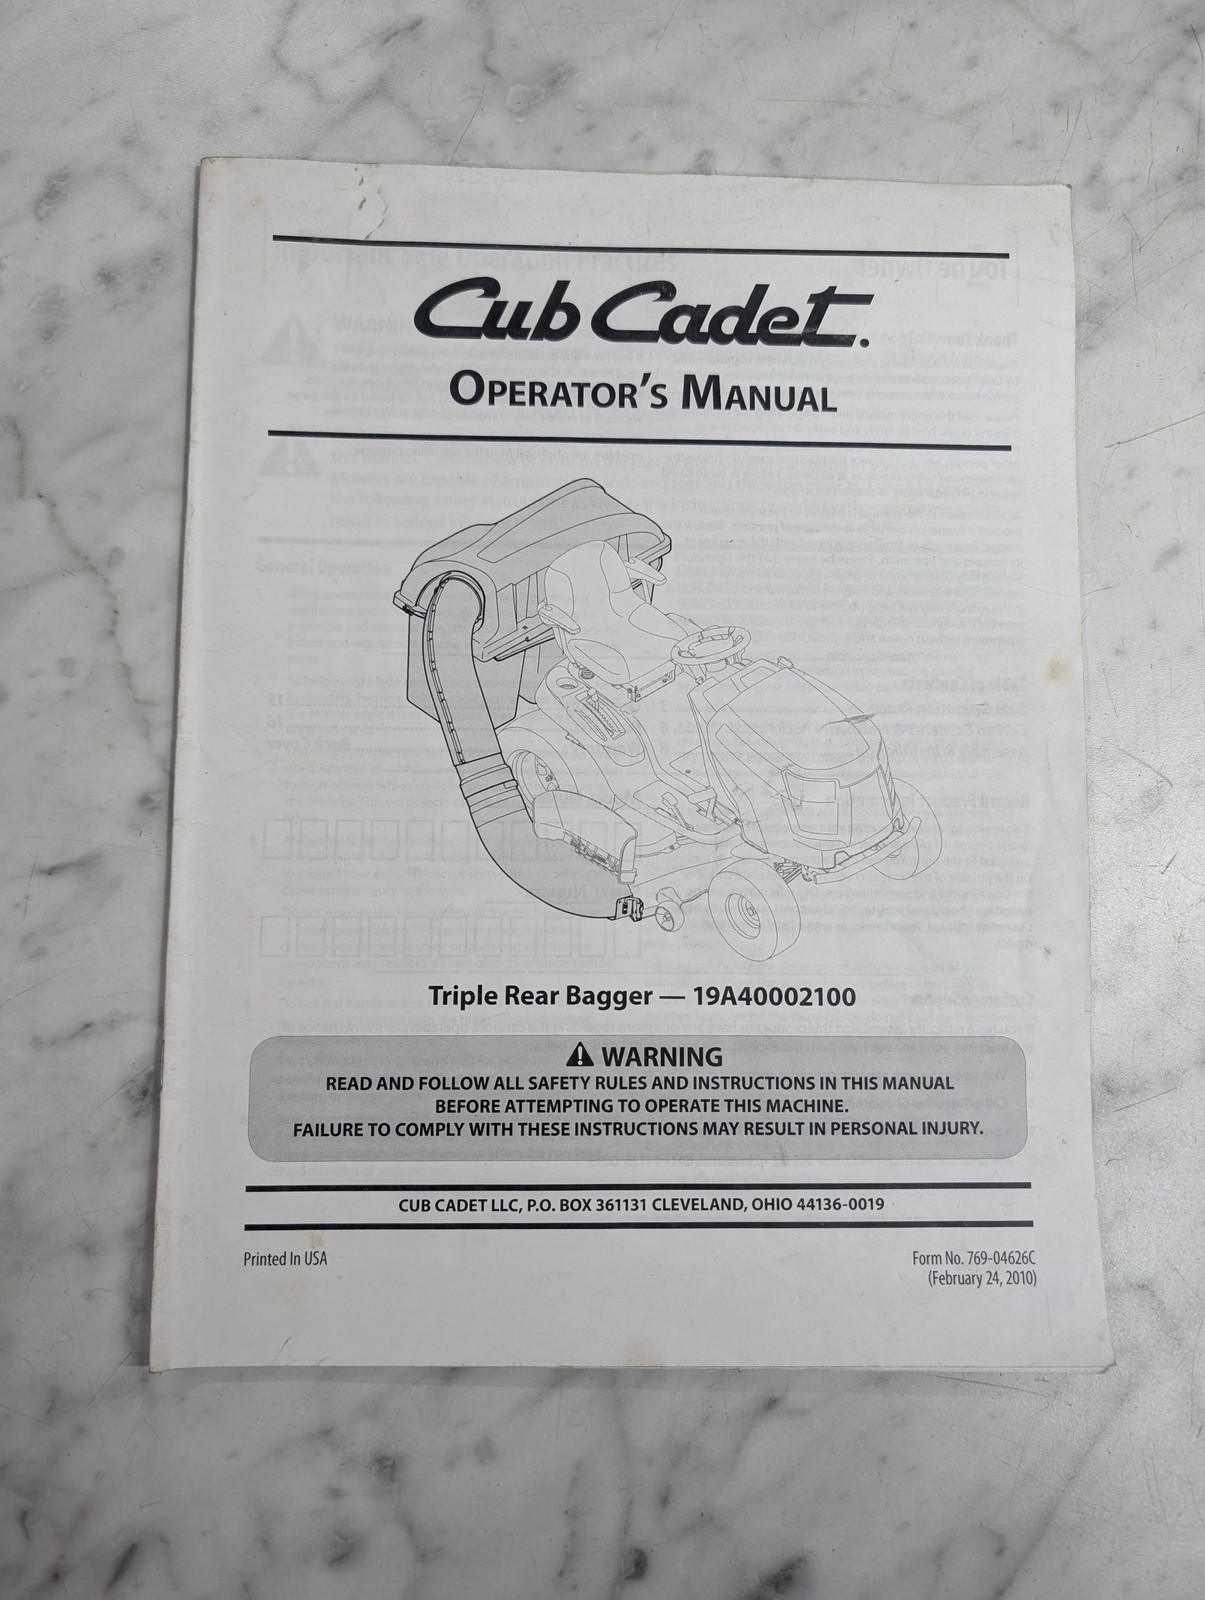 Cub Cadet.
OPERATOR'S MANUAL
Triple Rear Bagger — 19A40002100
WARNING
READ AND FOLLOW ALL SAFETY RULES AND INSTRUCTIONS IN THIS MANUAL
BEFORE ATTEMPTING TO OPERATE THIS MACHINE.
FAILURE TO COMPLY WITH THESE INSTRUCTIONS MAY RESULT IN PERSONAL INJURY.
CUB CADET LLC, P.O. BOX 361131 CLEVELAND, OHIO 44136-0019
Printed In USA
Form No. 769-04626C
(February 24, 2010)